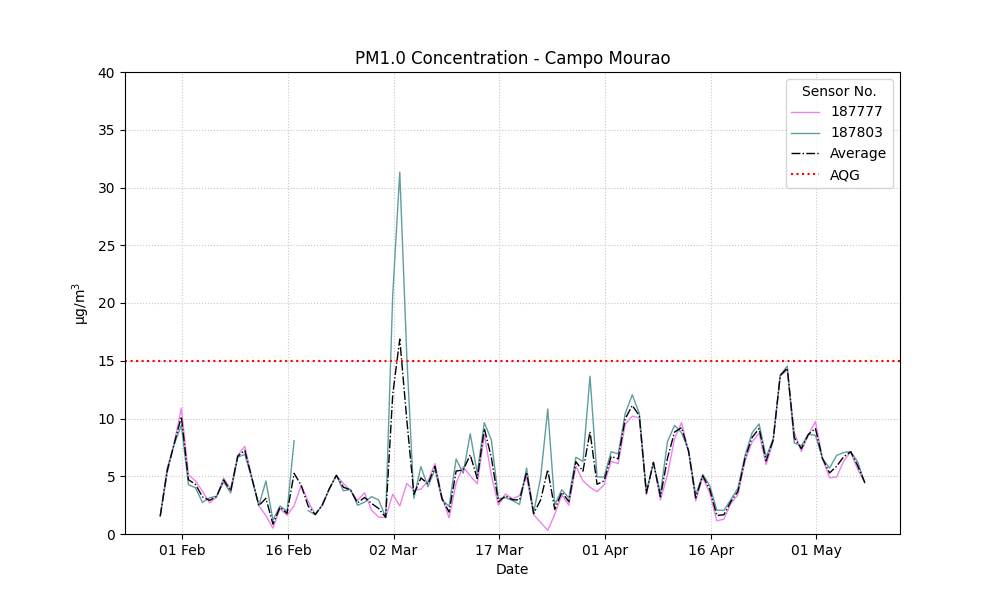 PM1.0 Concentration - Campo Mourao
40
35
30
25
20
15
10
5
0
µg/m³
01 Feb
16 Feb
02 Mar
17 Mar
01 Apr
16 Apr
01 May
Date
Sensor No.
187777
187803
Average
AQG